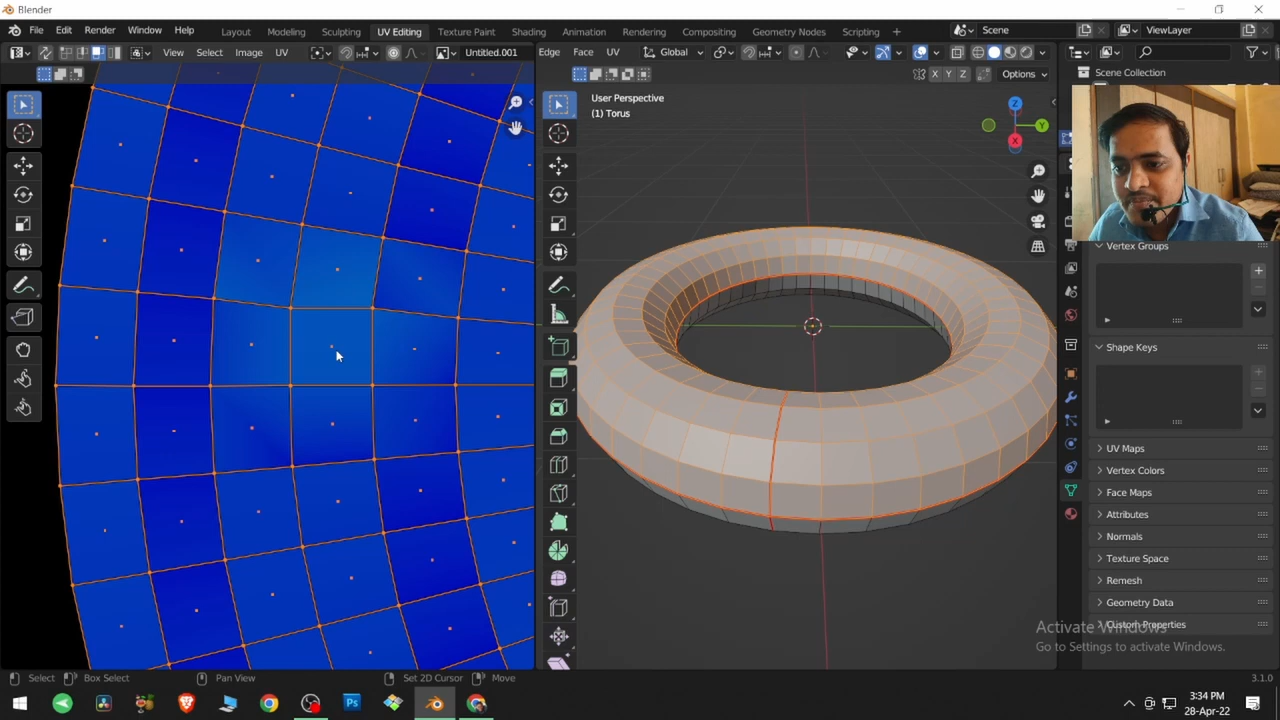 Blender
File Edit Render Window Help Layout Modeling Sculpting UV Editing Texture Paint Shading Animation Rendering Compositing Geometry Nodes Scripting + Scene ViewLayer
View Select Image UV Untitled.001 Edge Face UV Global
X Y Z Options Scene Collection
User Perspective
(1) Torus
Z
Y
X
Vertex Groups
Shape Keys
UV Maps
Vertex Colors
Face Maps
Attributes
Normals
Texture Space
Remesh
Geometry Data
Custom Properties
Activate Windows
Go to Settings to activate Windows.
Select Box Select Pan View Set 2D Cursor Move 3.1.0
3:34 PM
28-Apr-22